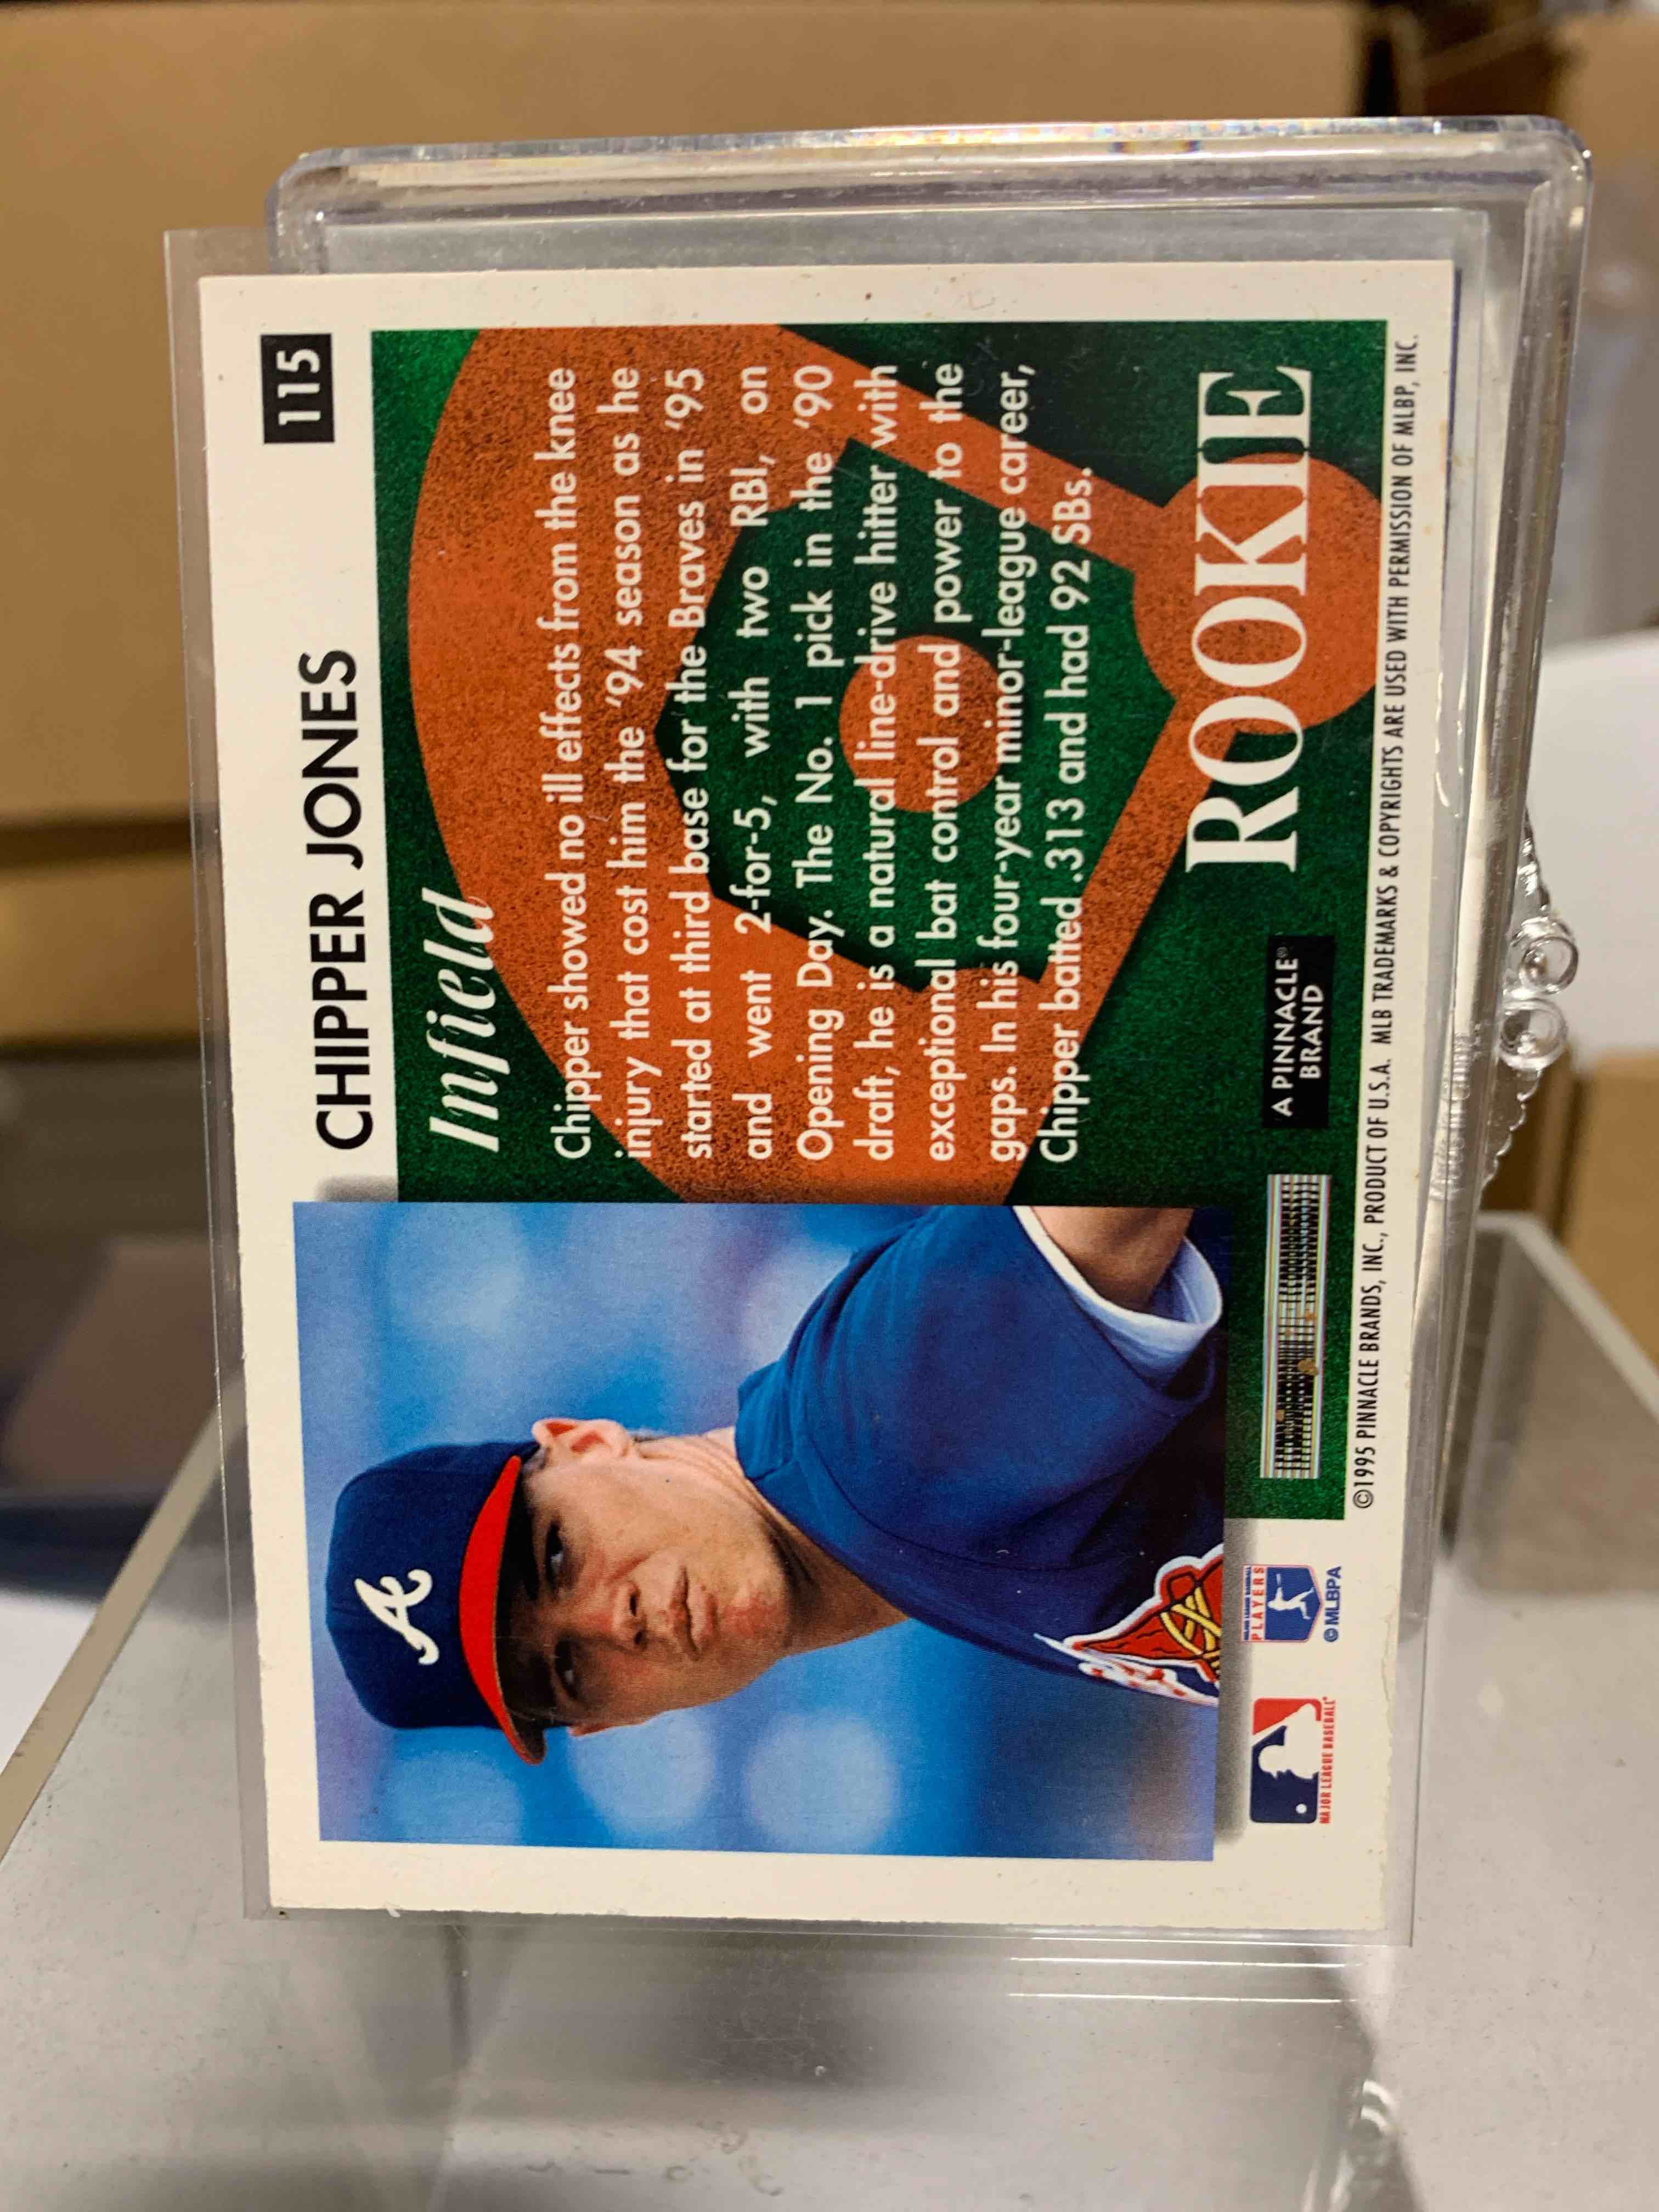 CHIPPER JONES
115
Infield
Chipper showed no ill effects from the knee
injury that cost him the '94 season as he
started at third base for the Braves in '95
and went 2-for-5, with two RBI, on
Opening Day. The No. 1 pick in the '90
draft, he is a natural line-drive hitter with
exceptional bat control and power to the
gaps. In his four-year minor-league career,
Chipper batted .313 and had 92 SBs.
A PINNACLE®
BRAND
ROOKIE
A
PLAYERS
©MLBPA
MAJOR LEAGUE BASEBALL
©1995 PINNACLE BRANDS, INC., PRODUCT OF U.S.A. MLB TRADEMARKS & COPYRIGHTS ARE USED WITH PERMISSION OF MLBP, INC.